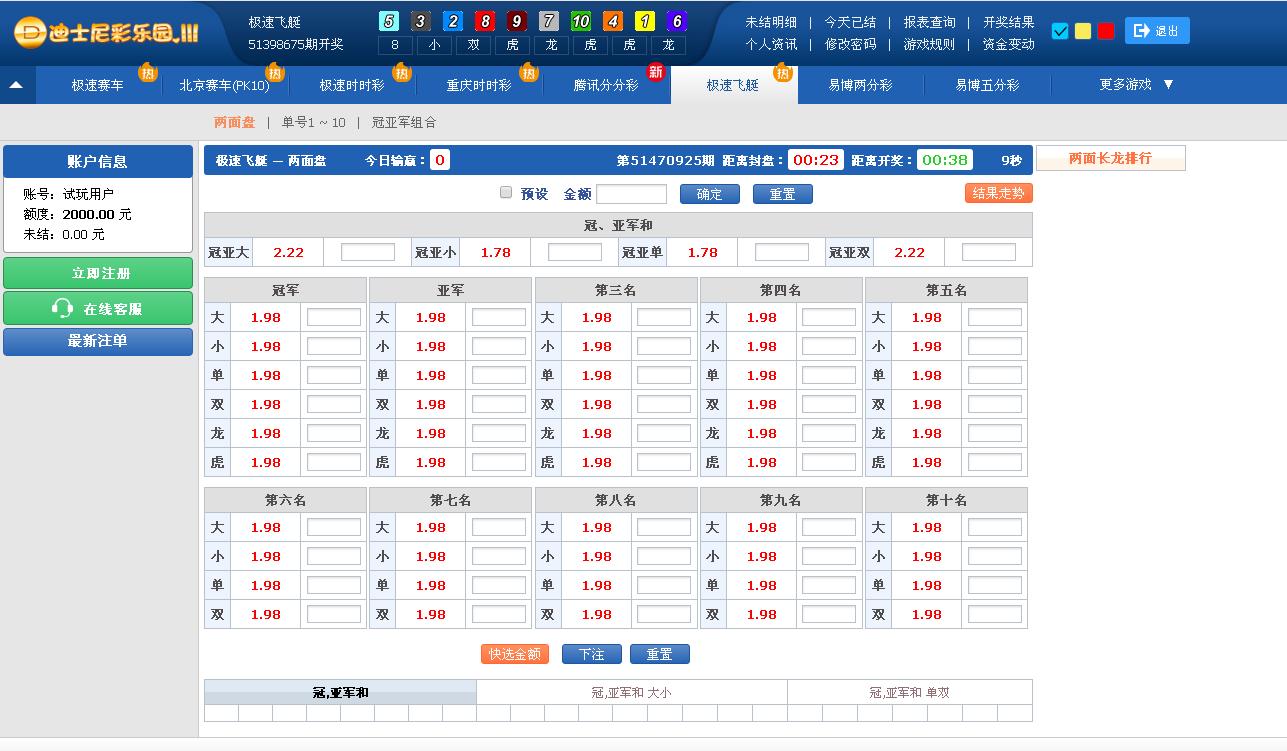 迪士尼彩乐园.III
极速飞艇
51398675期开奖
5 3 2 8 9 7 10 4 1 6
8 小 双 虎 龙 虎 虎 龙
未结明细 | 今天已结 | 报表查询 | 开奖结果
个人资讯 | 修改密码 | 游戏规则 | 资金变动
退出
极速赛车 热 北京赛车(PK10) 热 极速时时彩 热 重庆时时彩 热 腾讯分分彩 新 极速飞艇 热 易博两分彩 易博五分彩 更多游戏 ▼
两面盘 | 单号1 ~ 10 | 冠亚军组合
账户信息
账号：试玩用户
额度：2000.00 元
未结：0.00 元
立即注册
在线客服
最新注单
极速飞艇 — 两面盘 今日输赢：0 第51470925期 距离封盘：00:23 距离开奖：00:38 9秒
两面长龙排行
预设 金额 确定 重置 结果走势
冠、亚军和
冠亚大 2.22 冠亚小 1.78 冠亚单 1.78 冠亚双 2.22
冠军 亚军 第三名 第四名 第五名
大 1.98 大 1.98 大 1.98 大 1.98 大 1.98
小 1.98 小 1.98 小 1.98 小 1.98 小 1.98
单 1.98 单 1.98 单 1.98 单 1.98 单 1.98
双 1.98 双 1.98 双 1.98 双 1.98 双 1.98
龙 1.98 龙 1.98 龙 1.98 龙 1.98 龙 1.98
虎 1.98 虎 1.98 虎 1.98 虎 1.98 虎 1.98
第六名 第七名 第八名 第九名 第十名
大 1.98 大 1.98 大 1.98 大 1.98 大 1.98
小 1.98 小 1.98 小 1.98 小 1.98 小 1.98
单 1.98 单 1.98 单 1.98 单 1.98 单 1.98
双 1.98 双 1.98 双 1.98 双 1.98 双 1.98
快选金额 下注 重置
冠,亚军和 冠,亚军和 大小 冠,亚军和 单双